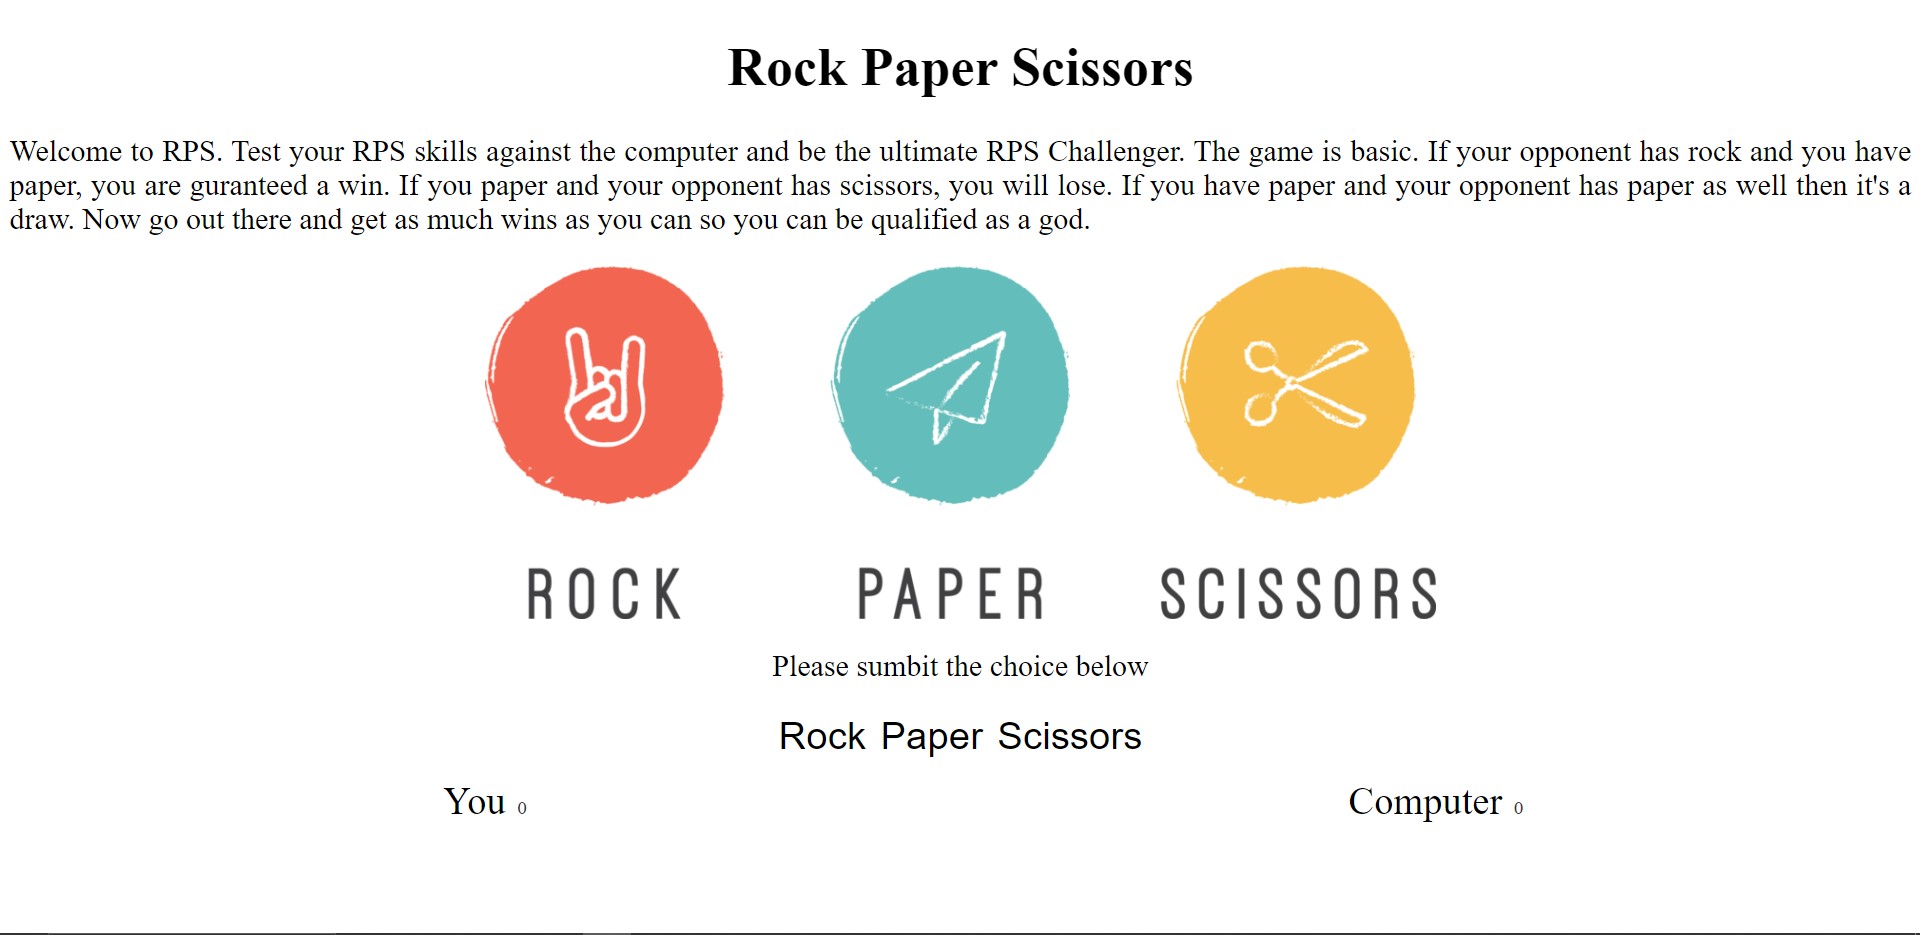 Rock Paper Scissors
Welcome to RPS. Test your RPS skills against the computer and be the ultimate RPS Challenger. The game is basic. If your opponent has rock and you have
paper, you are guranteed a win. If you paper and your opponent has scissors, you will lose. If you have paper and your opponent has paper as well then it's a
draw. Now go out there and get as much wins as you can so you can be qualified as a god.
ROCK PAPER SCISSORS
Please sumbit the choice below
Rock Paper Scissors
You 0 Computer 0